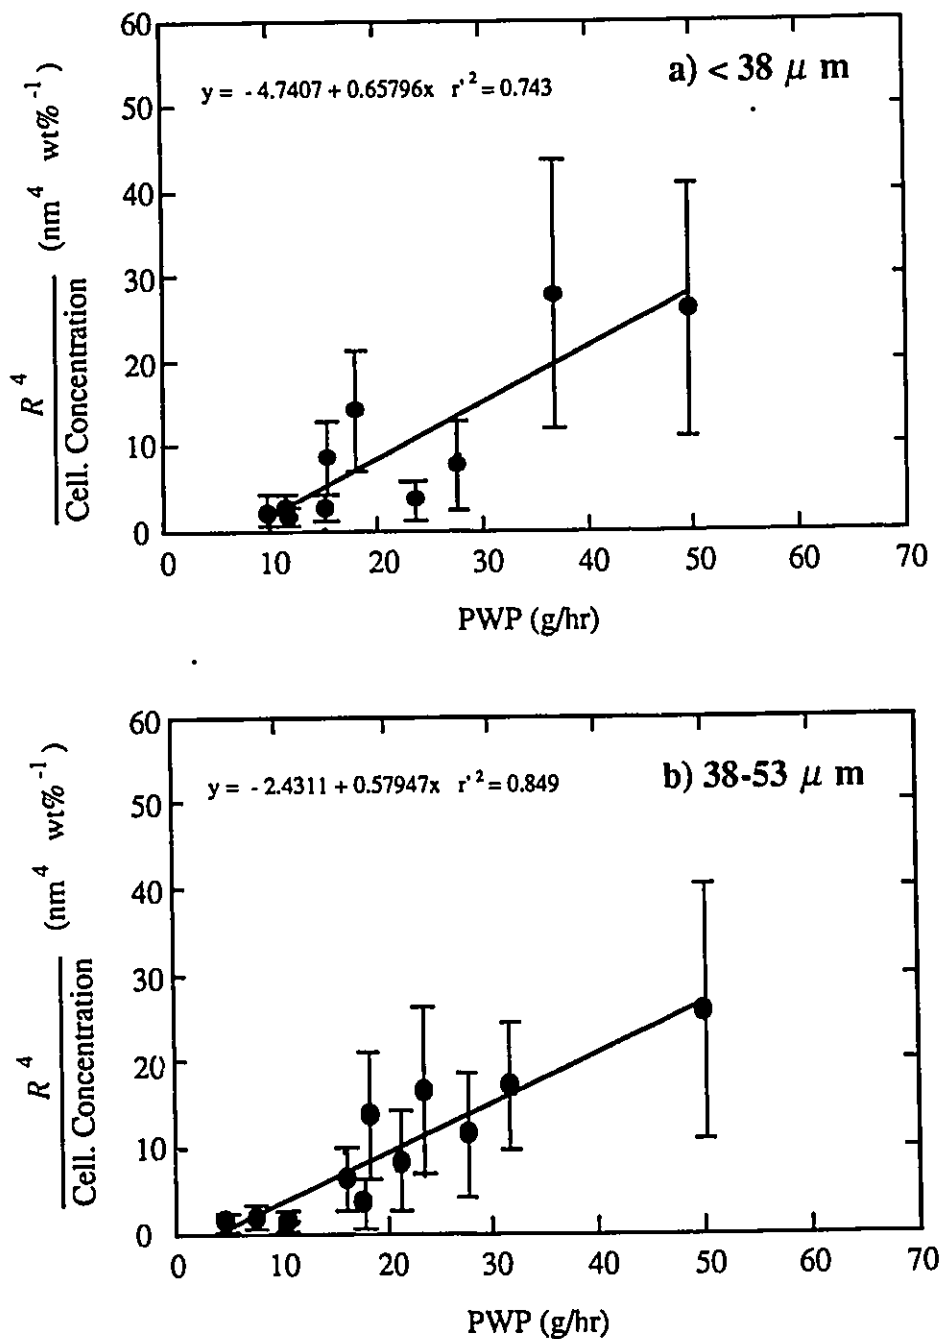 a) < 38 μ m
y = - 4.7407 + 0.65796x r'² = 0.743
R⁴
Cell. Concentration
(nm⁴ wt%⁻¹)
60
50
40
30
20
10
0
0 10 20 30 40 50 60 70
PWP (g/hr)
b) 38-53 μ m
y = - 2.4311 + 0.57947x r'² = 0.849
R⁴
Cell. Concentration
(nm⁴ wt%⁻¹)
60
50
40
30
20
10
0
0 10 20 30 40 50 60 70
PWP (g/hr)